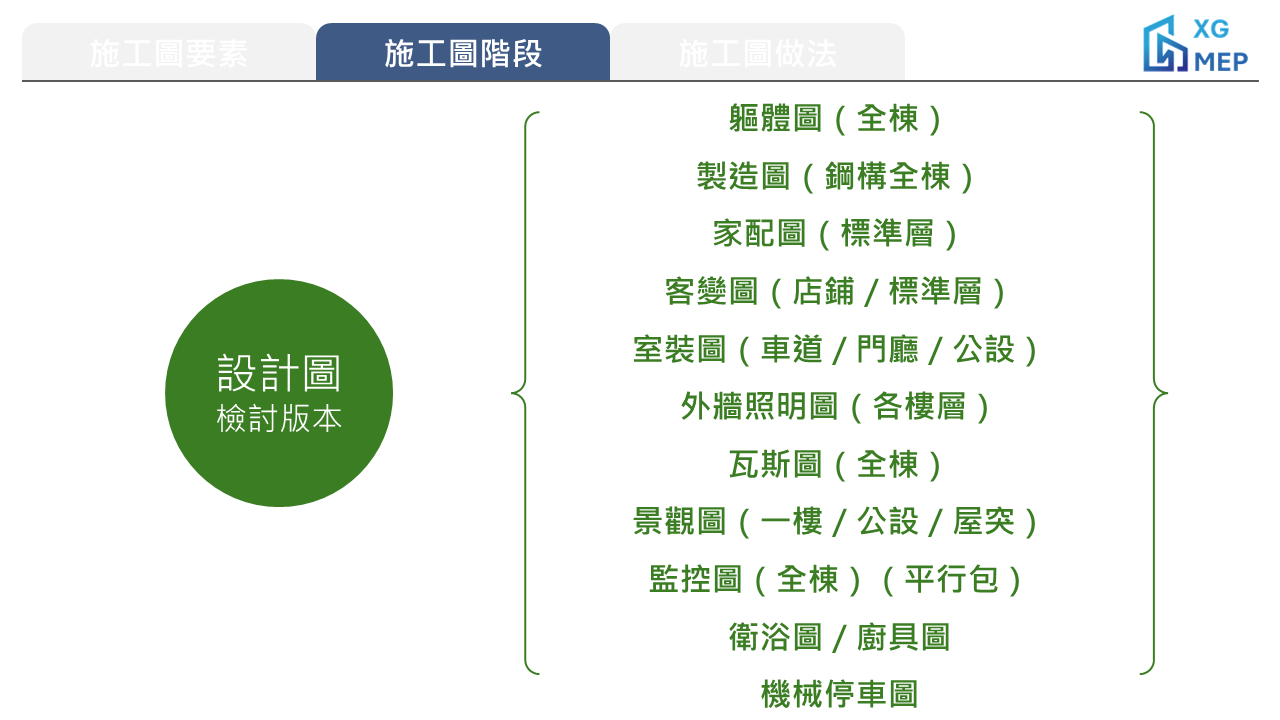 施工圖要素
施工圖階段
施工圖做法
XG
MEP
設計圖
檢討版本
軀體圖（全棟）
製造圖（鋼構全棟）
家配圖（標準層）
客變圖（店鋪 / 標準層）
室裝圖（車道 / 門廳 / 公設）
外牆照明圖（各樓層）
瓦斯圖（全棟）
景觀圖（一樓 / 公設 / 屋突）
監控圖（全棟）（平行包）
衛浴圖 / 廚具圖
機械停車圖